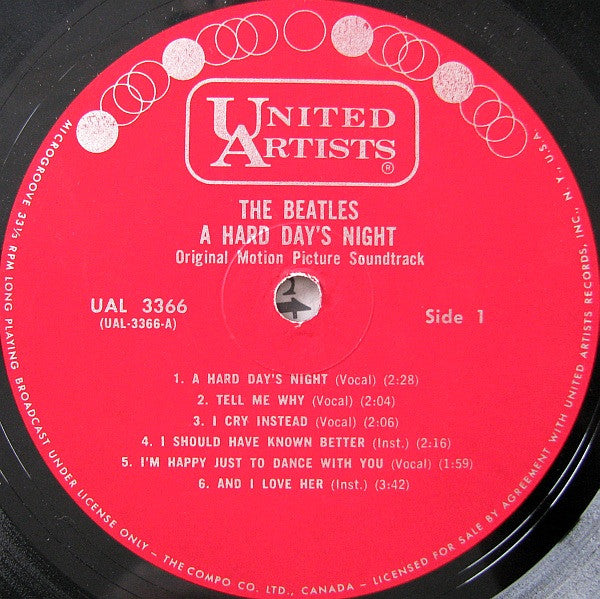 UNITED
ARTISTS®
THE BEATLES
A HARD DAY'S NIGHT
Original Motion Picture Soundtrack
UAL 3366
(UAL-3366-A)
Side 1
1. A HARD DAY'S NIGHT (Vocal) (2:28)
2. TELL ME WHY (Vocal) (2:04)
3. I CRY INSTEAD (Vocal) (2:06)
4. I SHOULD HAVE KNOWN BETTER (Inst.) (2:16)
5. I'M HAPPY JUST TO DANCE WITH YOU (Vocal) (1:59)
6. AND I LOVE HER (Inst.) (3:42)
MICROGROOVE 33⅓ RPM LONG PLAYING BROADCAST UNDER LICENSE ONLY – THE COMPO CO. LTD., CANADA – LICENSED FOR SALE BY AGREEMENT WITH UNITED ARTISTS RECORDS, INC., N. Y., U.S.A.